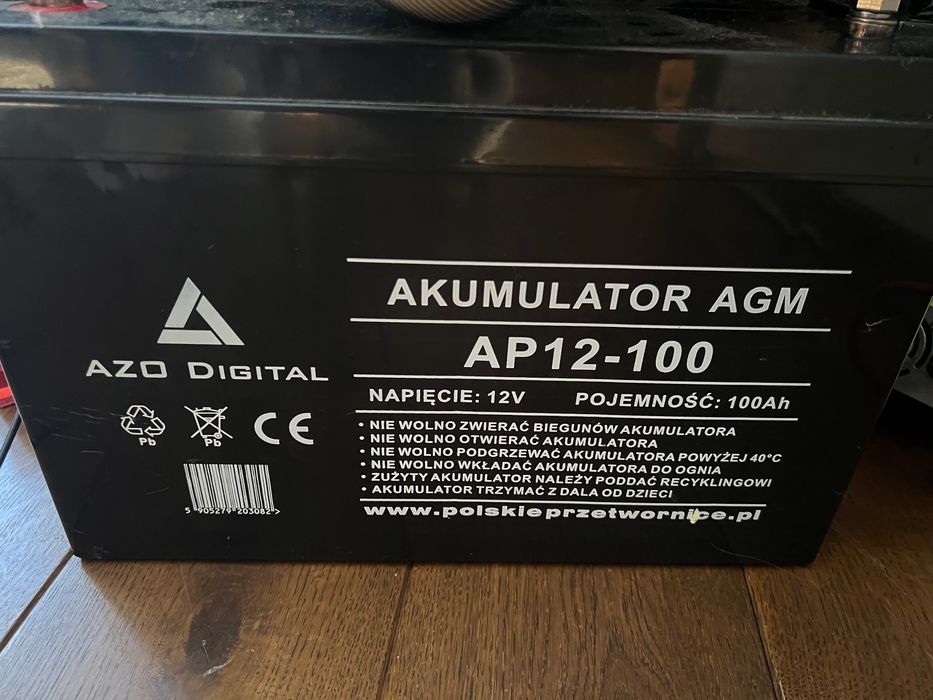 AZO DIGITAL
Pb
Pb
CE
5 905279 203082 >
AKUMULATOR AGM
AP12-100
NAPIĘCIE: 12V POJEMNOŚĆ: 100Ah
• NIE WOLNO ZWIERAĆ BIEGUNÓW AKUMULATORA
• NIE WOLNO OTWIERAĆ AKUMULATORA
• NIE WOLNO PODGRZEWAĆ AKUMULATORA POWYŻEJ 40°C
• NIE WOLNO WKŁADAĆ AKUMULATORA DO OGNIA
• ZUŻYTY AKUMULATOR NALEŻY PODDAĆ RECYKLINGOWI
• AKUMULATOR TRZYMAĆ Z DALA OD DZIECI
www.polskieprzetwornice.pl